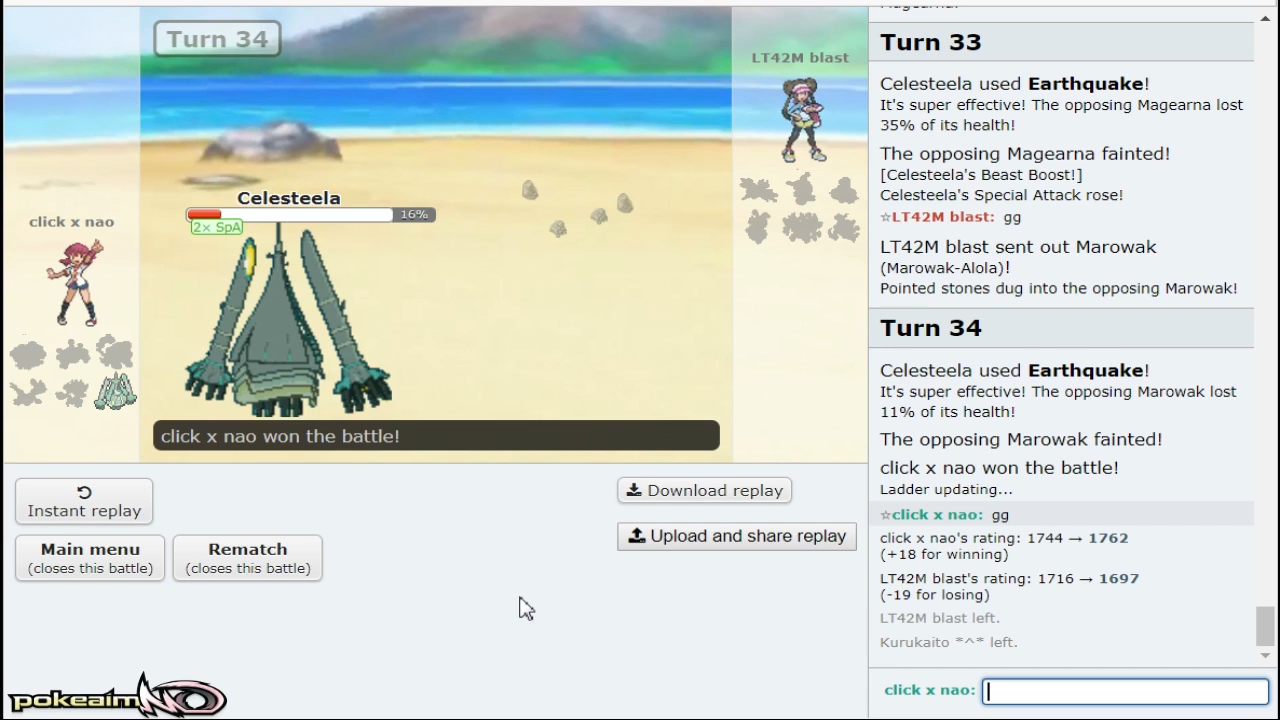 Turn 34
LT42M blast
Celesteela
16%
2× SpA
click x nao
click x nao won the battle!
Instant replay
Download replay
Upload and share replay
Main menu
(closes this battle)
Rematch
(closes this battle)
pokeaimMD
Turn 33
Celesteela used Earthquake!
It's super effective! The opposing Magearna lost
35% of its health!
The opposing Magearna fainted!
[Celesteela's Beast Boost!]
Celesteela's Special Attack rose!
☆LT42M blast: gg
LT42M blast sent out Marowak
(Marowak-Alola)!
Pointed stones dug into the opposing Marowak!
Turn 34
Celesteela used Earthquake!
It's super effective! The opposing Marowak lost
11% of its health!
The opposing Marowak fainted!
click x nao won the battle!
Ladder updating...
☆click x nao: gg
click x nao's rating: 1744 → 1762
(+18 for winning)
LT42M blast's rating: 1716 → 1697
(-19 for losing)
LT42M blast left.
Kurukaito *^* left.
click x nao: